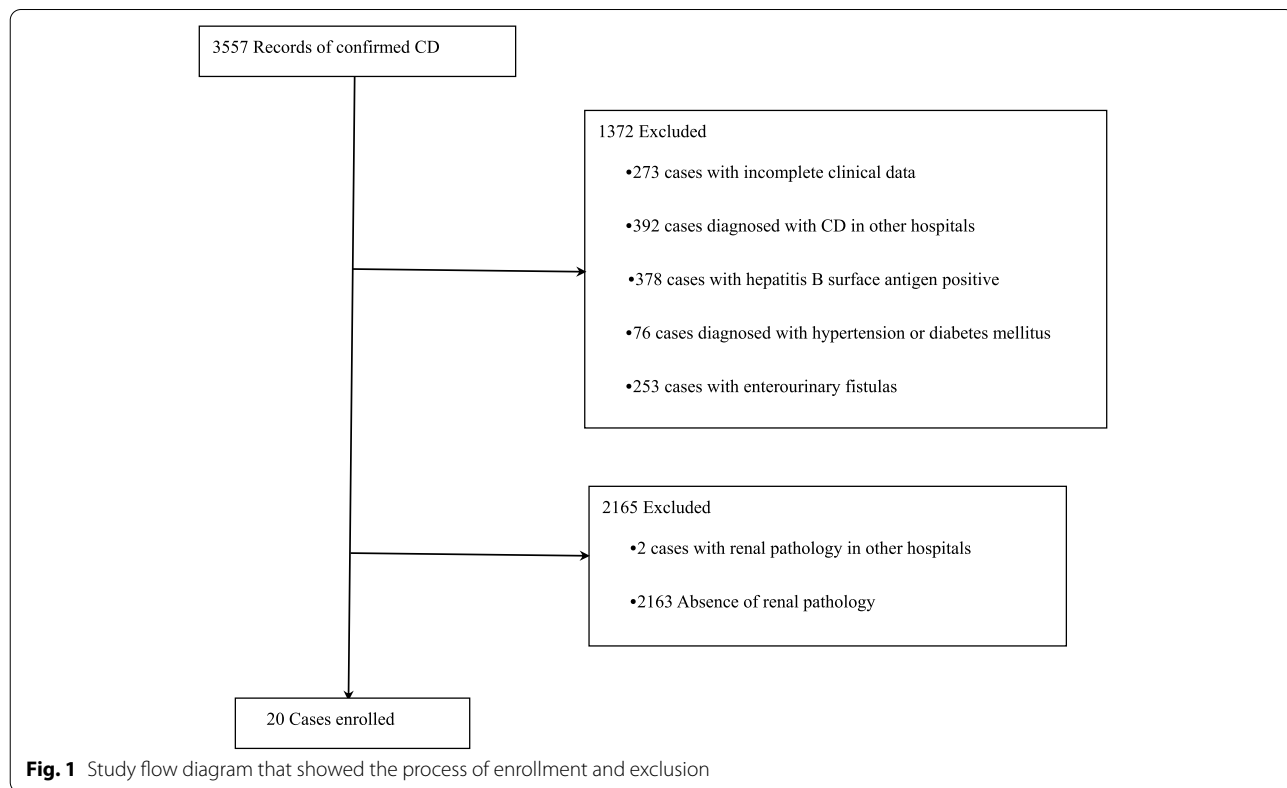 3557 Records of confirmed CD
1372 Excluded
•273 cases with incomplete clinical data
•392 cases diagnosed with CD in other hospitals
•378 cases with hepatitis B surface antigen positive
•76 cases diagnosed with hypertension or diabetes mellitus
•253 cases with enterourinary fistulas
2165 Excluded
•2 cases with renal pathology in other hospitals
•2163 Absence of renal pathology
20 Cases enrolled
Fig. 1 Study flow diagram that showed the process of enrollment and exclusion